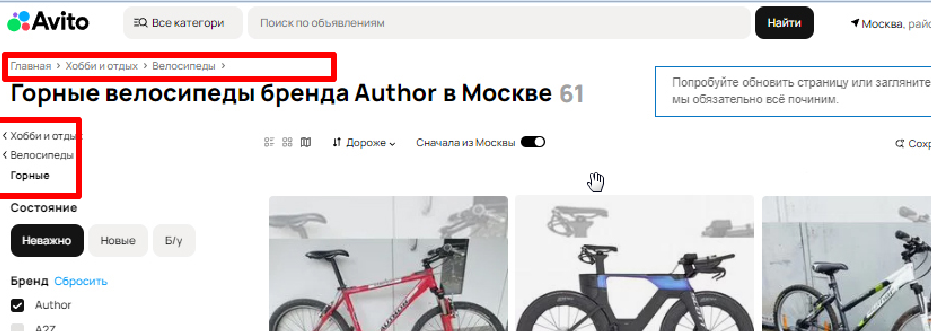 Avito
Все категори
Поиск по объявлениям
Найти
Москва, райо
Главная > Хобби и отдых > Велосипеды >
Горные велосипеды бренда Author в Москве 61
Попробуйте обновить страницу или загляните
мы обязательно всё починим.
Хобби и отдых
Велосипеды
Горные
Дороже
Сначала из Москвы
Сохр
Состояние
Неважно
Новые
Б/у
Бренд Сбросить
Author
A2Z